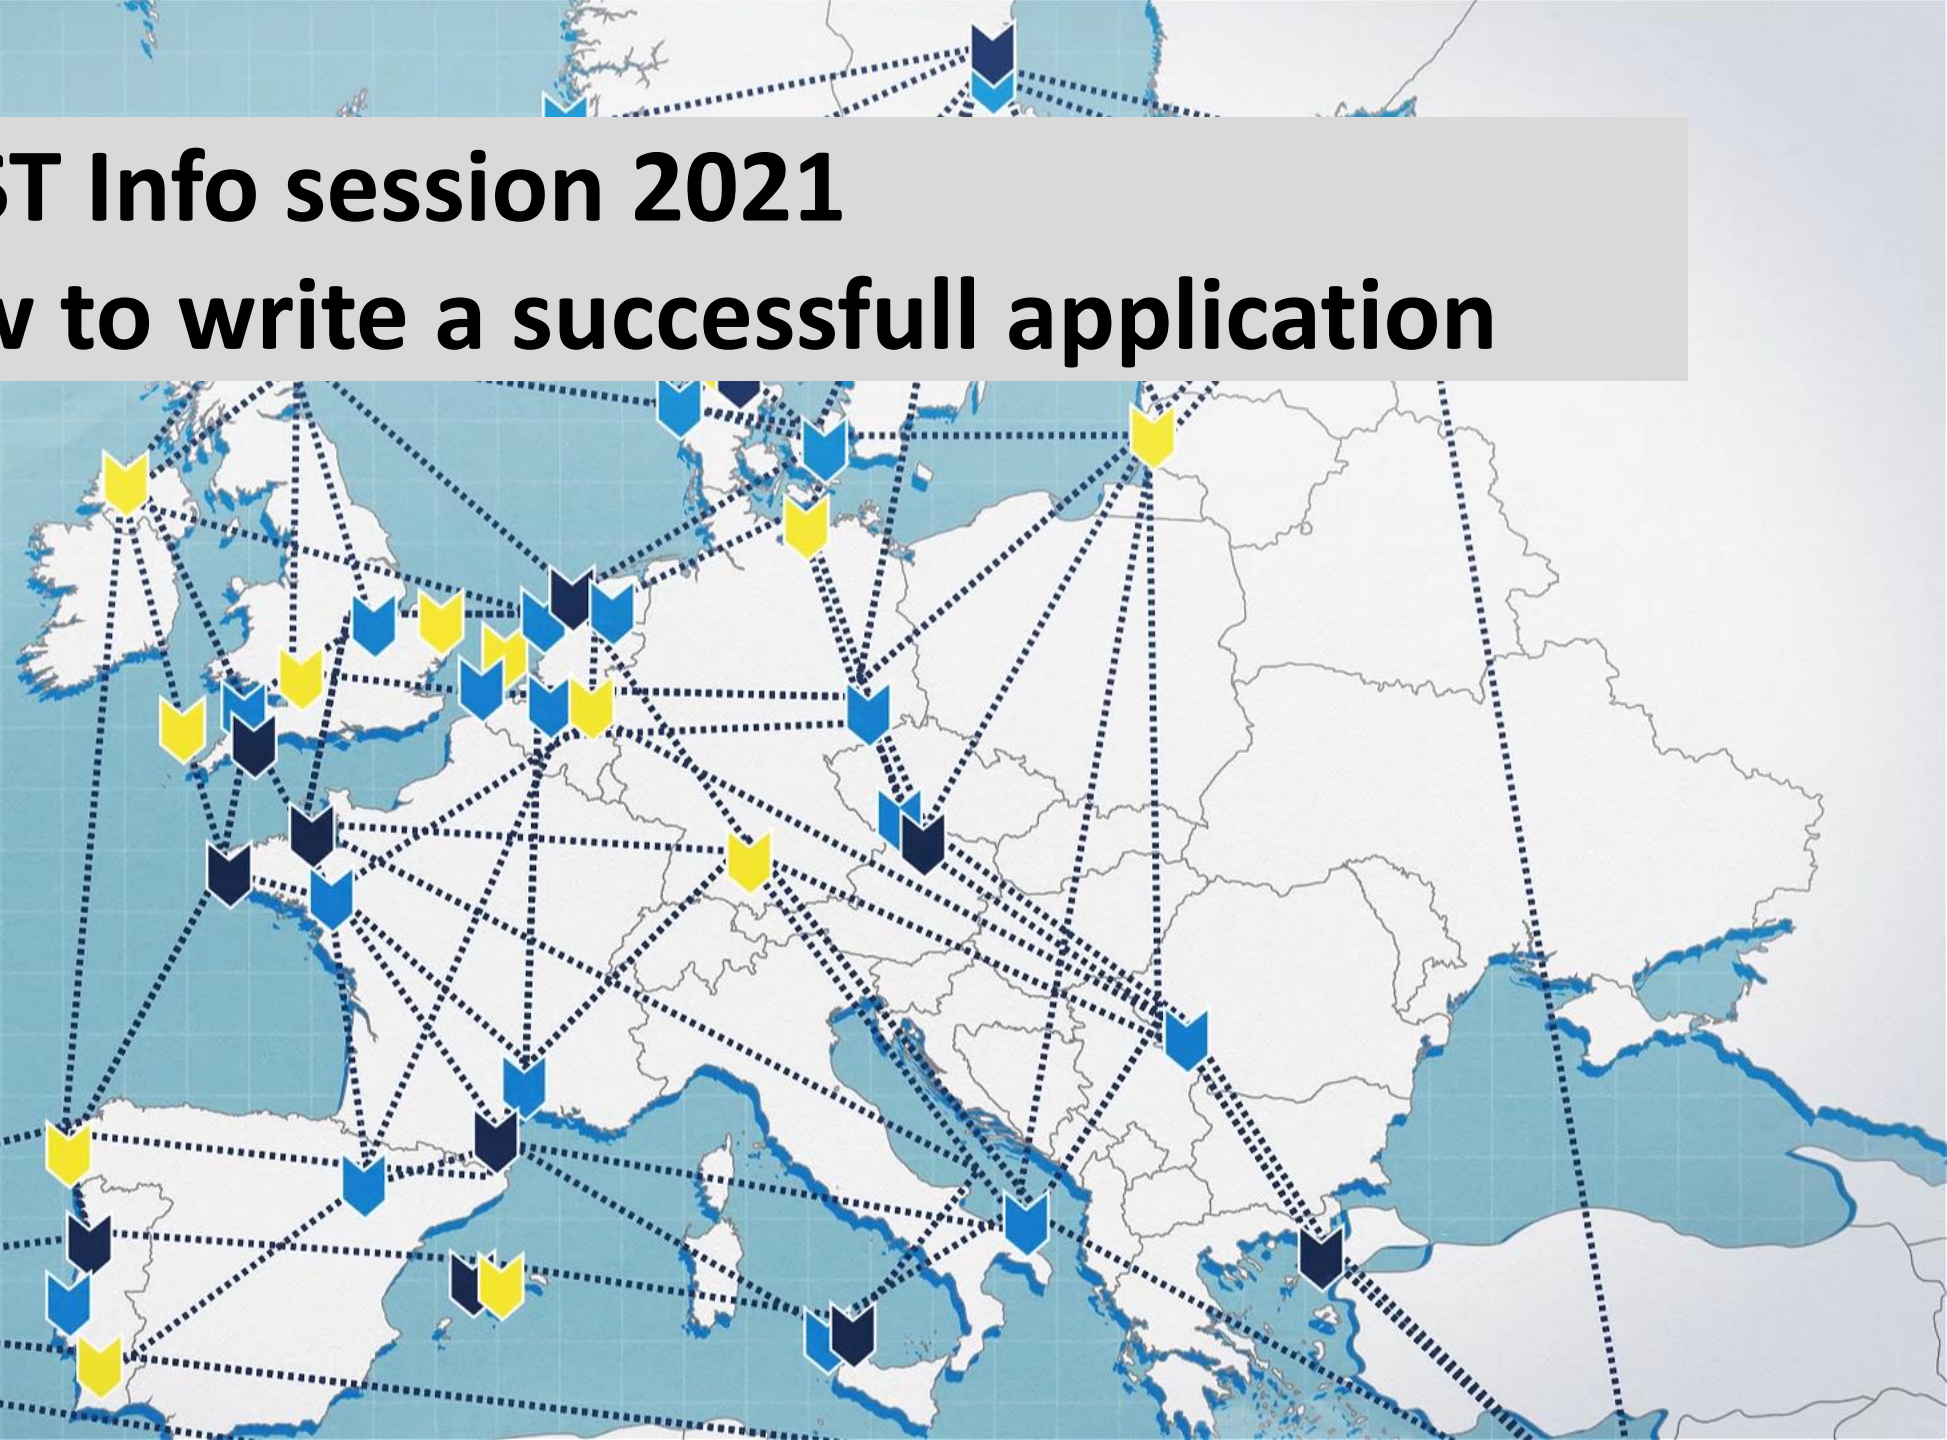 ST Info session 2021
w to write a successfull application